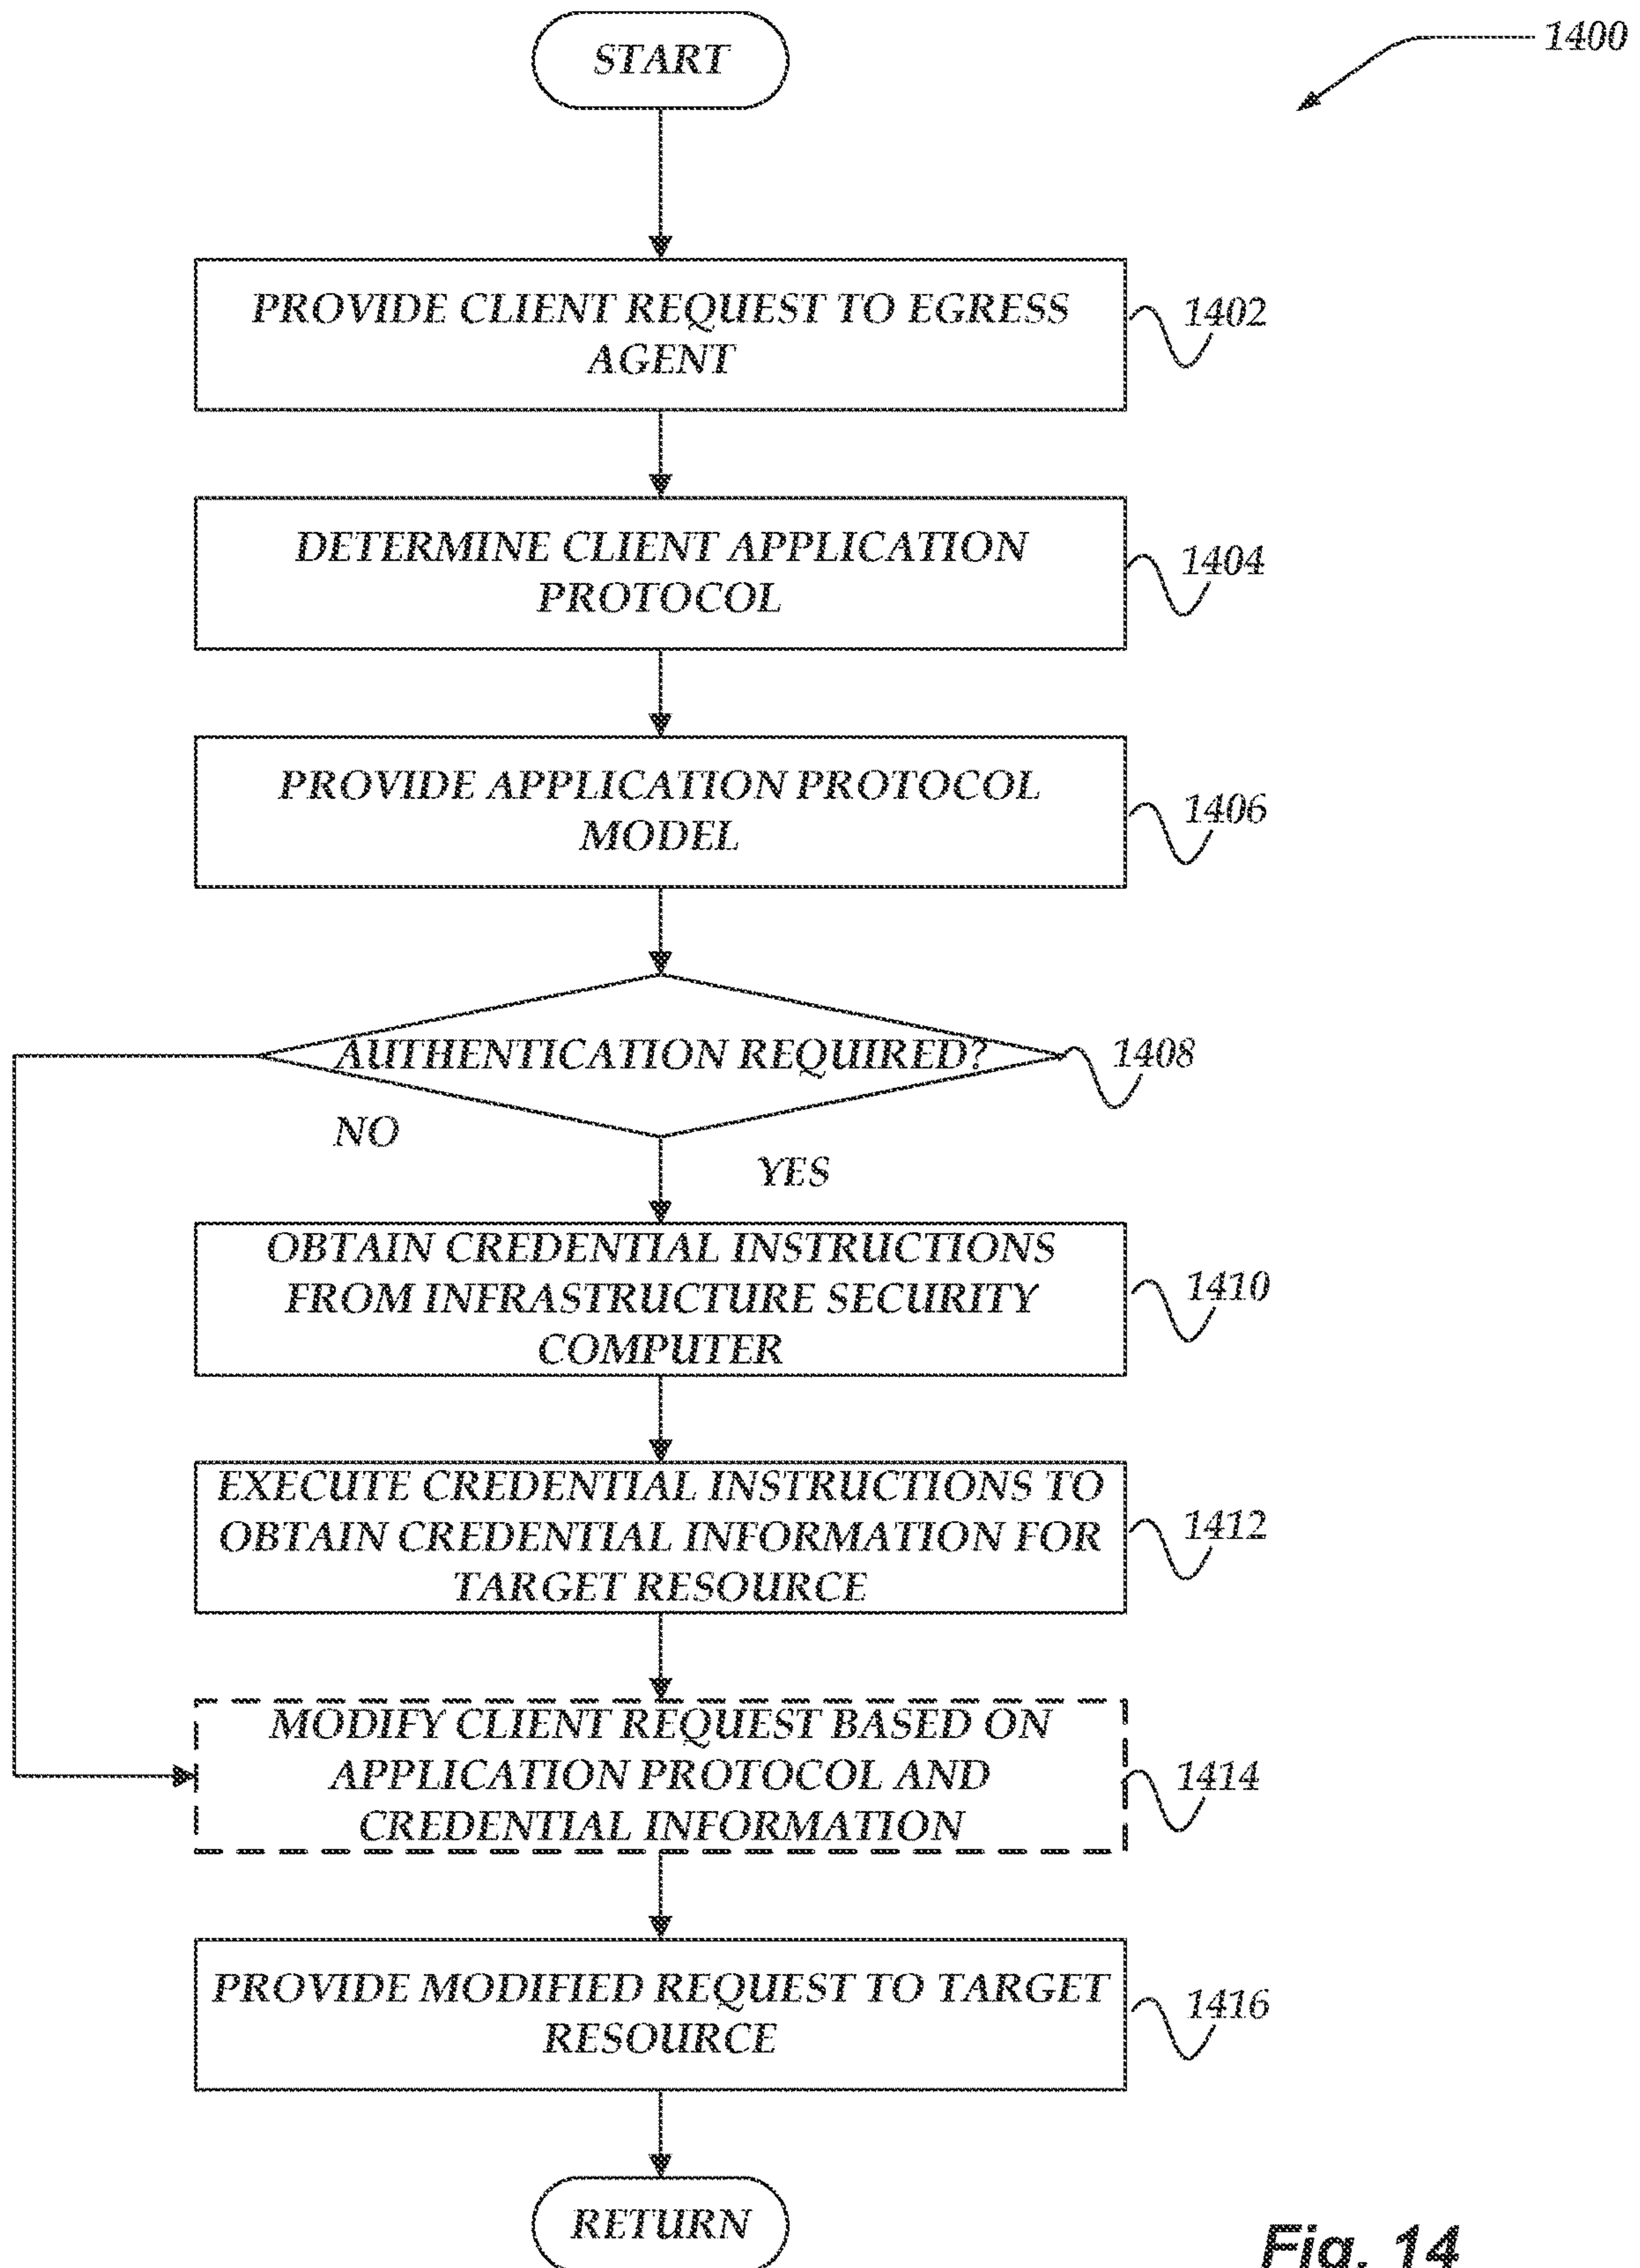 START
1400
PROVIDE CLIENT REQUEST TO EGRESS
AGENT
1402
DETERMINE CLIENT APPLICATION
PROTOCOL
1404
PROVIDE APPLICATION PROTOCOL
MODEL
1406
AUTHENTICATION REQUIRED?
1408
NO
YES
OBTAIN CREDENTIAL INSTRUCTIONS
FROM INFRASTRUCTURE SECURITY
COMPUTER
1410
EXECUTE CREDENTIAL INSTRUCTIONS TO
OBTAIN CREDENTIAL INFORMATION FOR
TARGET RESOURCE
1412
MODIFY CLIENT REQUEST BASED ON
APPLICATION PROTOCOL AND
CREDENTIAL INFORMATION
1414
PROVIDE MODIFIED REQUEST TO TARGET
RESOURCE
1416
RETURN
Fig. 14